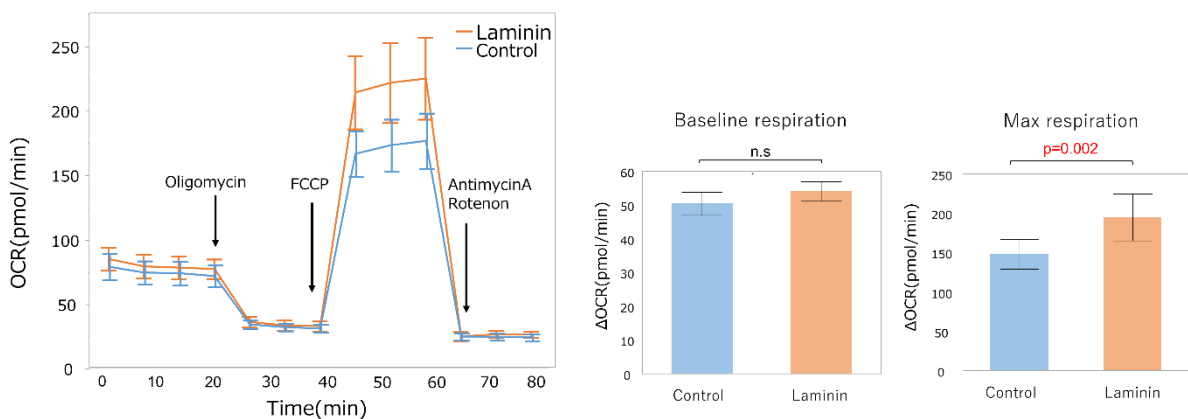 Laminin
Control
OCR(pmol/min)
250
200
150
100
50
0
Oligomycin
FCCP
AntimycinA
Rotenon
0 10 20 30 40 50 60 70 80
Time(min)
Baseline respiration
n.s
ΔOCR(pmol/min)
60
50
40
30
20
10
0
Control Laminin
Max respiration
p=0.002
ΔOCR(pmol/min)
250
200
150
100
50
0
Control Laminin